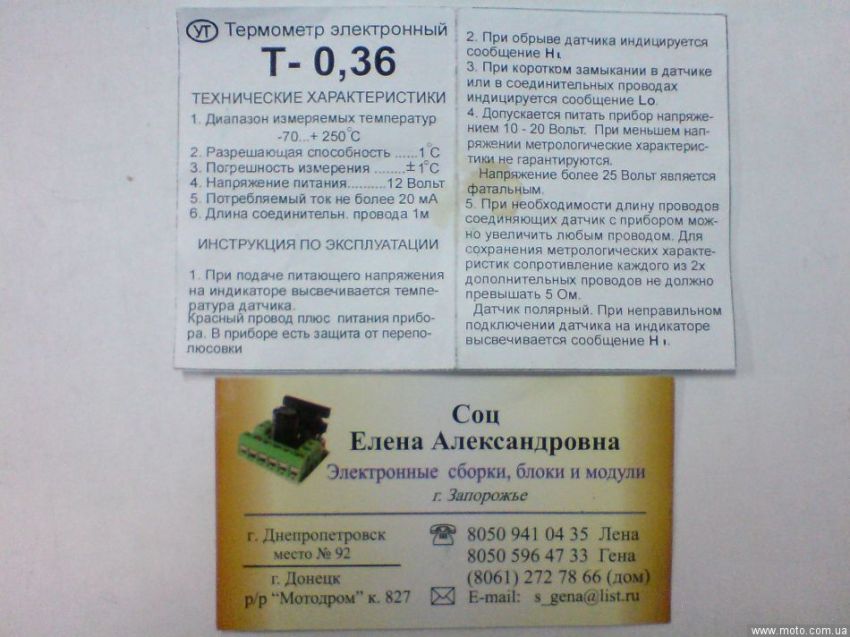 УТ Термометр электронный
Т- 0,36
ТЕХНИЧЕСКИЕ ХАРАКТЕРИСТИКИ
1. Диапазон измеряемых температур
-70...+ 250°С
2. Разрешающая способность ......1°С
3. Погрешность измерения ........±1°С
4. Напряжение питания..........12 Вольт
5. Потребляемый ток не более 20 мА
6. Длина соединительн. провода 1м
ИНСТРУКЦИЯ ПО ЭКСПЛУАТАЦИИ
1. При подаче питающего напряжения
на индикаторе высвечивается темпе-
ратура датчика.
Красный провод плюс питания прибо-
ра. В приборе есть защита от перепо-
люсовки
2. При обрыве датчика индицируется
сообщение H ι.
3. При коротком замыкании в датчике
или в соединительных проводах
индицируется сообщение Lo.
4. Допускается питать прибор напряже-
нием 10 - 20 Вольт. При меньшем нап-
ряжении метрологические характерис-
тики не гарантируются.
Напряжение более 25 Вольт является
фатальным.
5. При необходимости длину проводов
соединяющих датчик с прибором мож-
но увеличить любым проводом. Для
сохранения метрологических характе-
ристик сопротивление каждого из 2х
дополнительных проводов не должно
превышать 5 Ом.
Датчик полярный. При неправильном
подключении датчика на индикаторе
высвечивается сообщение H ι.
Соц
Елена Александровна
Электронные сборки, блоки и модули
г. Запорожье
г. Днепропетровск
место № 92
г. Донецк
р/р "Мотодром" к. 827
8050 941 04 35 Лена
8050 596 47 33 Гена
(8061) 272 78 66 (дом)
E-mail: s_gena@list.ru
www.moto.com.ua